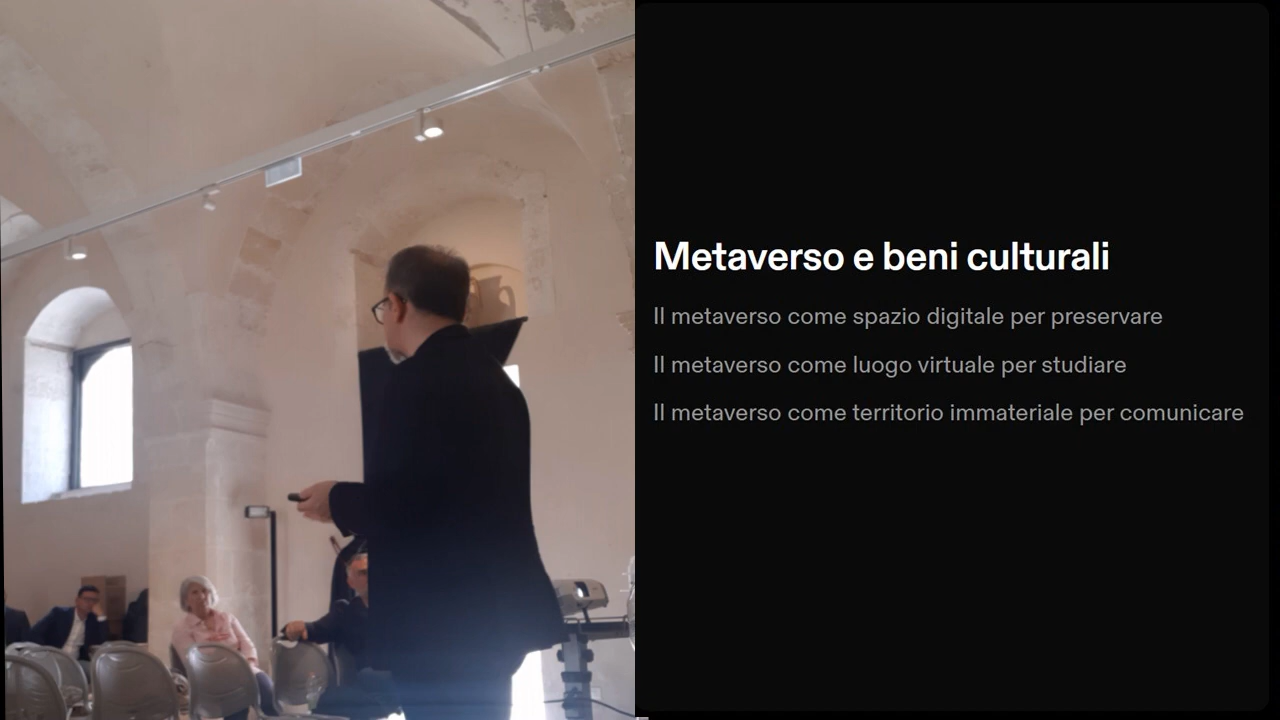 Metaverso e beni culturali
Il metaverso come spazio digitale per preservare
Il metaverso come luogo virtuale per studiare
Il metaverso come territorio immateriale per comunicare